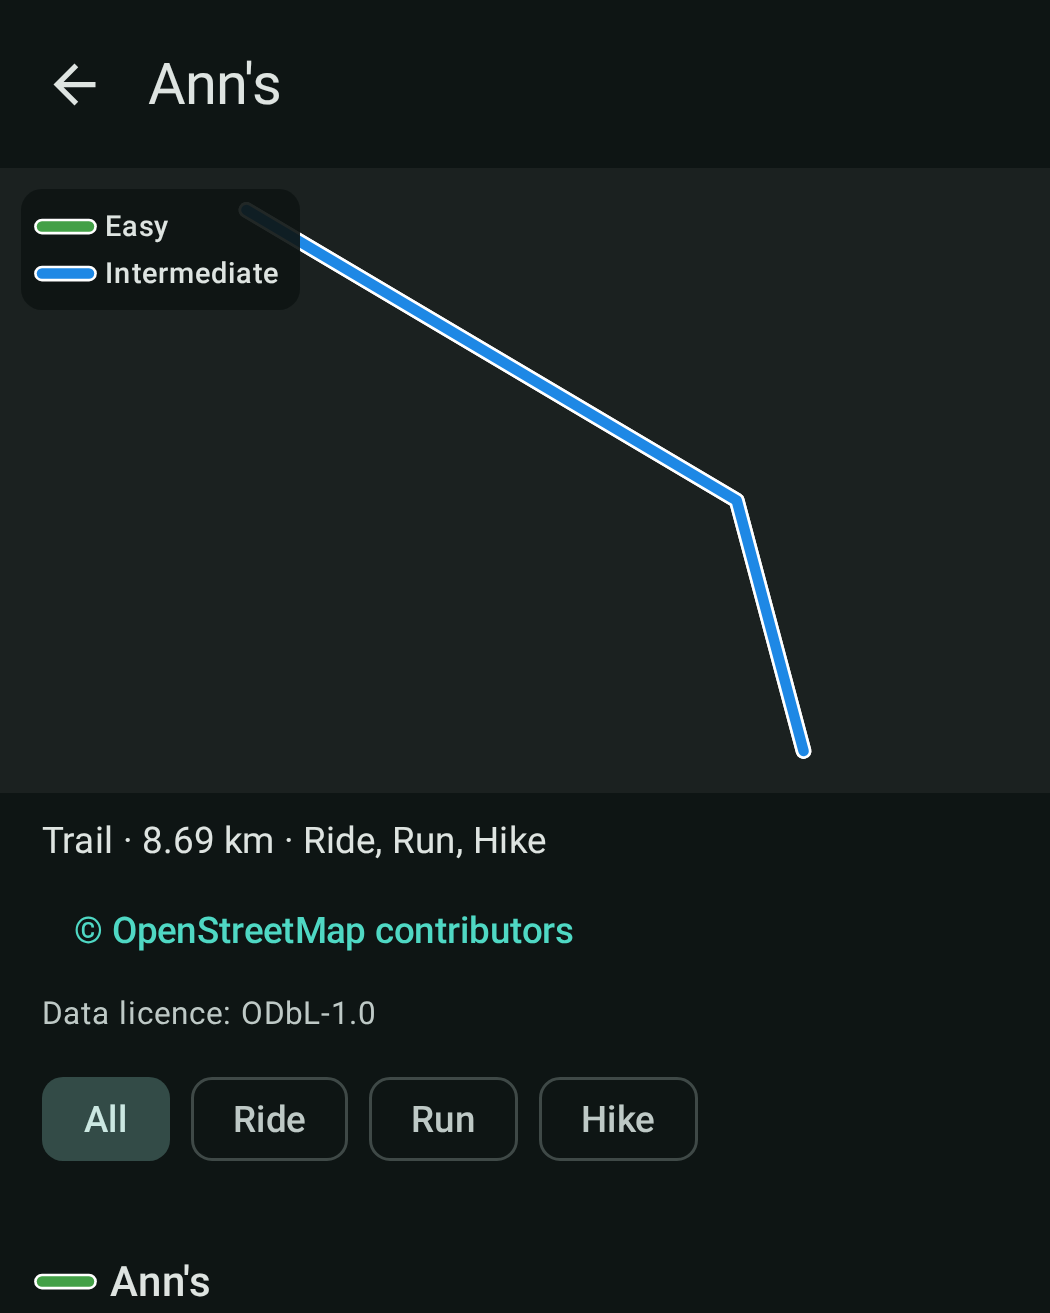 Ann's
Easy
Intermediate
Trail · 8.69 km · Ride, Run, Hike
© OpenStreetMap contributors
Data licence: ODbL-1.0
All Ride Run Hike
Ann's